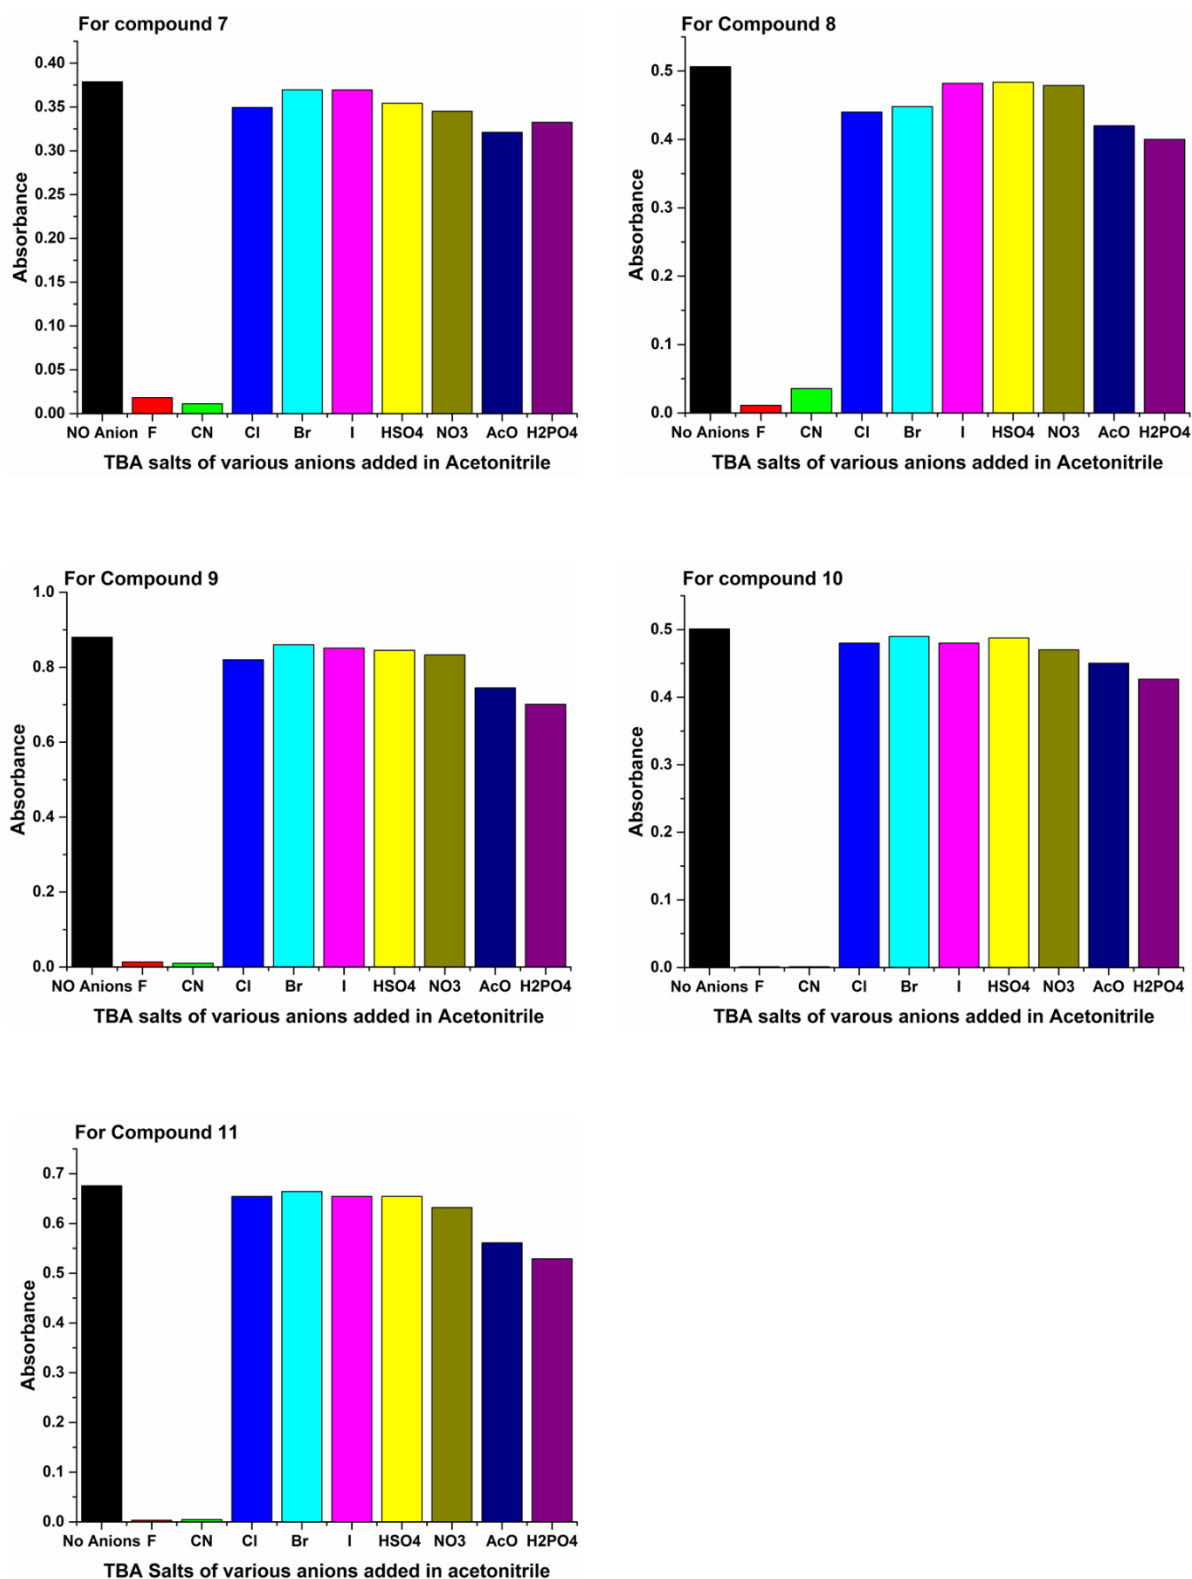 For compound 7
0.40
0.35
0.30
0.25
0.20
0.15
0.10
0.05
0.00
Absorbance
NO Anion F CN Cl Br I HSO4 NO3 AcO H2PO4
TBA salts of various anions added in Acetonitrile
For Compound 8
0.5
0.4
0.3
0.2
0.1
0.0
Absorbance
No Anions F CN Cl Br I HSO4 NO3 AcO H2PO4
TBA salts of various anions added in Acetonitrile
For Compound 9
1.0
0.8
0.6
0.4
0.2
0.0
Absorbance
NO Anions F CN Cl Br I HSO4 NO3 AcO H2PO4
TBA salts of various anions added in Acetonitrile
For compound 10
0.5
0.4
0.3
0.2
0.1
0.0
Absorbance
No Anions F CN Cl Br I HSO4 NO3 AcO H2PO4
TBA salts of varous anions added in Acetonitrile
For Compound 11
0.7
0.6
0.5
0.4
0.3
0.2
0.1
0.0
Absorbance
No Anions F CN Cl Br I HSO4 NO3 AcO H2PO4
TBA Salts of various anions added in acetonitrile